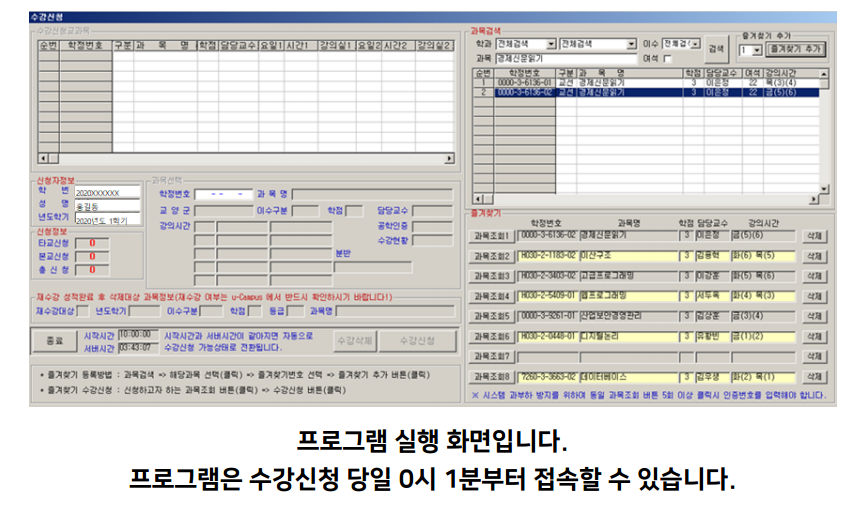 수강신청
수강신청교과목
순번 학정번호 구분 과 목 명 학점 담당교수 요일1 시간1 강의실1 요일2 시간2 강의실2
과목검색
학과 전체검색 전체검색 이수 전체검색 검색
과목 경제신문읽기 여석
즐겨찾기 추가
1 즐겨찾기 추가
순번 학정번호 구분 과 목 명 학점 담당교수 여석 강의시간
1 0000-3-6136-01 교선 경제신문읽기 3 이은정 22 목(3)(4)
2 0000-3-6136-02 교선 경제신문읽기 3 이은정 22 금(5)(6)
신청자정보
학 번 2020XXXXXX
성 명 홍길동
년도학기 2020년도 1학기
신청정보
타교신청 0
본교신청 0
총 신 청 0
과목선택
학정번호 - - - 과 목 명
교 양 군 이수구분 학점 담당교수
강의시간 공학인증
수강현황
분반
즐겨찾기
학정번호 과목명 학점 담당교수 강의시간
과목조회1 0000-3-6136-02 경제신문읽기 3 이은정 금(5)(6) 삭제
과목조회2 H030-2-1183-02 이산구조 3 김용혁 화(6) 목(5) 삭제
과목조회3 H030-2-3403-02 고급프로그래밍 3 이강훈 화(5) 목(6) 삭제
과목조회4 H030-2-5409-01 웹프로그래밍 3 서두옥 화(4) 목(3) 삭제
과목조회5 0000-3-9261-01 산업보안경영관리 3 김상훈 금(3)(4) 삭제
과목조회6 H030-2-0448-01 디지털논리 3 유황빈 금(1)(2) 삭제
과목조회7 삭제
과목조회8 7260-3-3663-02 데이터베이스 3 김우생 화(2) 목(1) 삭제
※ 시스템 과부하 방지를 위하여 동일 과목조회 버튼 5회 이상 클릭시 인증번호를 입력해야 합니다.
재수강 성적완료 후 삭제대상 과목정보(재수강 여부는 u-Campus 에서 반드시 확인하시기 바랍니다!)
재수강대상 년도학기 이수구분 학점 등급 과목명
종료 시작시간 10:00:00 시작시간과 서버시간이 같아지면 자동으로 수강삭제 수강신청
서버시간 03:43:07 수강신청 가능상태로 전환됩니다.
• 즐겨찾기 등록방법 : 과목검색 => 해당과목 선택(클릭) => 즐겨찾기번호 선택 => 즐겨찾기 추가 버튼(클릭)
• 즐겨찾기 수강신청 : 신청하고자 하는 과목조회 버튼(클릭) => 수강신청 버튼(클릭)
프로그램 실행 화면입니다.
프로그램은 수강신청 당일 0시 1분부터 접속할 수 있습니다.